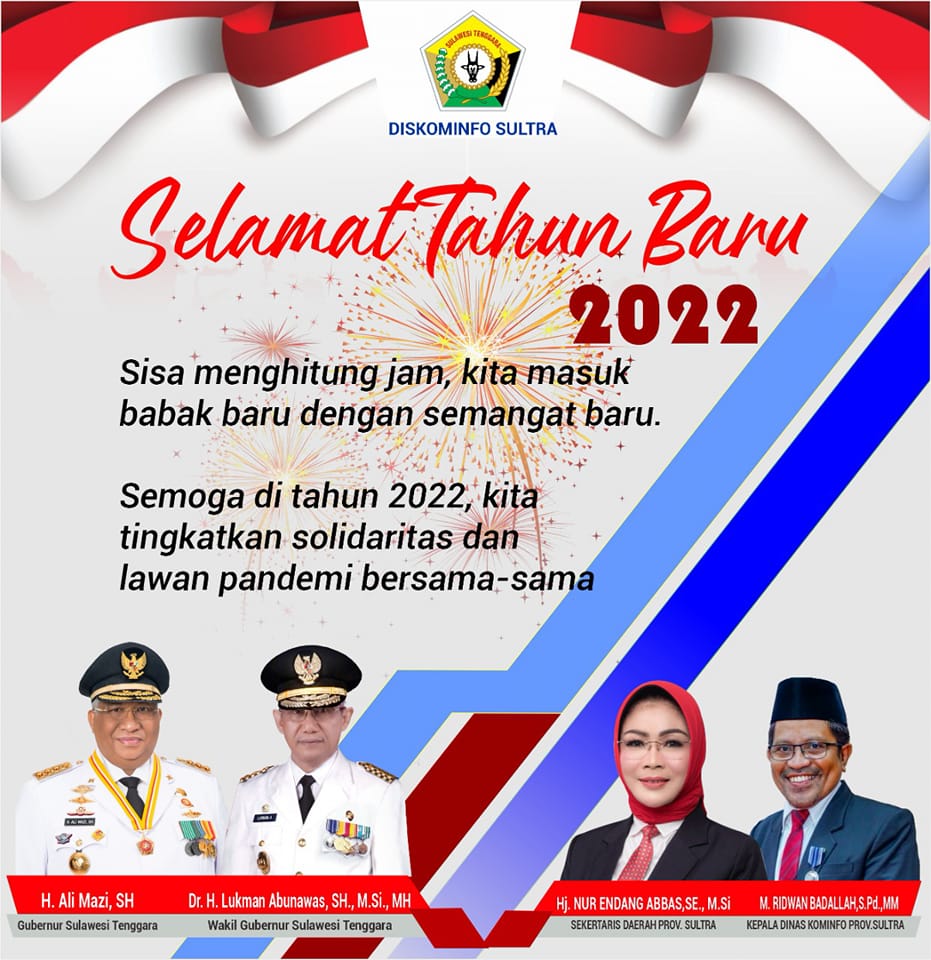 SULAWESI TENGGARA
DISKOMINFO SULTRA
Selamat Tahun Baru
2022
Sisa menghitung jam, kita masuk
babak baru dengan semangat baru.
Semoga di tahun 2022, kita
tingkatkan solidaritas dan
lawan pandemi bersama-sama
H. Ali Mazi, SH
Gubernur Sulawesi Tenggara
Dr. H. Lukman Abunawas, SH., M.Si., MH
Wakil Gubernur Sulawesi Tenggara
Hj. NUR ENDANG ABBAS,SE., M.Si
SEKERTARIS DAERAH PROV. SULTRA
M. RIDWAN BADALLAH,S.Pd.,MM
KEPALA DINAS KOMINFO PROV.SULTRA